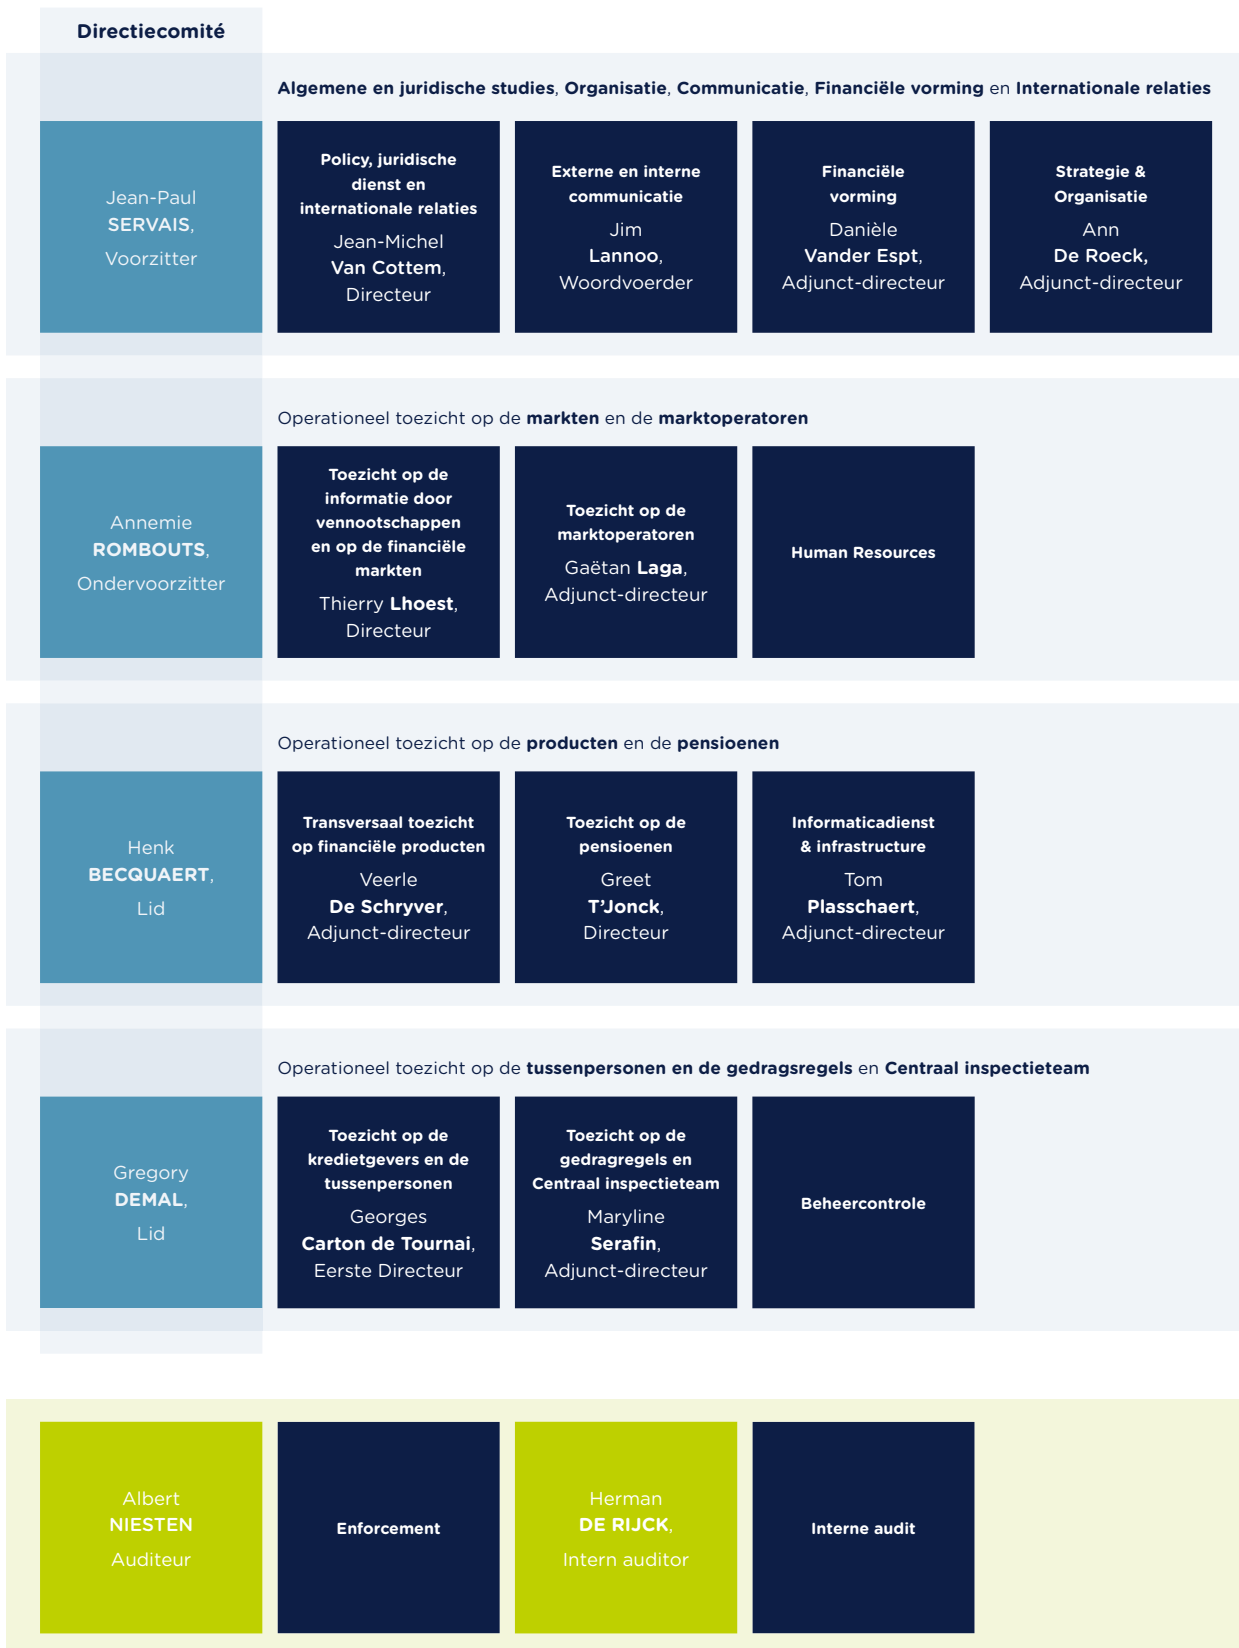 Directiecomité
Algemene en juridische studies, Organisatie, Communicatie, Financiële vorming en Internationale relaties
Jean-Paul
SERVAIS,
Voorzitter
Policy, juridische
dienst en
internationale relaties
Jean-Michel
Van Cottem,
Directeur
Externe en interne
communicatie
Jim
Lannoo,
Woordvoerder
Financiële
vorming
Danièle
Vander Espt,
Adjunct-directeur
Strategie &
Organisatie
Ann
De Roeck,
Adjunct-directeur
Operationeel toezicht op de markten en de marktoperatoren
Annemie
ROMBOUTS,
Ondervoorzitter
Toezicht op de
informatie door
vennootschappen
en op de financiële
markten
Thierry Lhoest,
Directeur
Toezicht op de
marktoperatoren
Gaëtan Laga,
Adjunct-directeur
Human Resources
Operationeel toezicht op de producten en de pensioenen
Henk
BECQUAERT,
Lid
Transversaal toezicht
op financiële producten
Veerle
De Schryver,
Adjunct-directeur
Toezicht op de
pensioenen
Greet
T’Jonck,
Directeur
Informaticadienst
& infrastructure
Tom
Plasschaert,
Adjunct-directeur
Operationeel toezicht op de tussenpersonen en de gedragsregels en Centraal inspectieteam
Gregory
DEMAL,
Lid
Toezicht op de
kredietgevers en de
tussenpersonen
Georges
Carton de Tournai,
Eerste Directeur
Toezicht op de
gedragregels en
Centraal inspectieteam
Maryline
Serafin,
Adjunct-directeur
Beheercontrole
Albert
NIESTEN
Auditeur
Enforcement
Herman
DE RIJCK,
Intern auditor
Interne audit